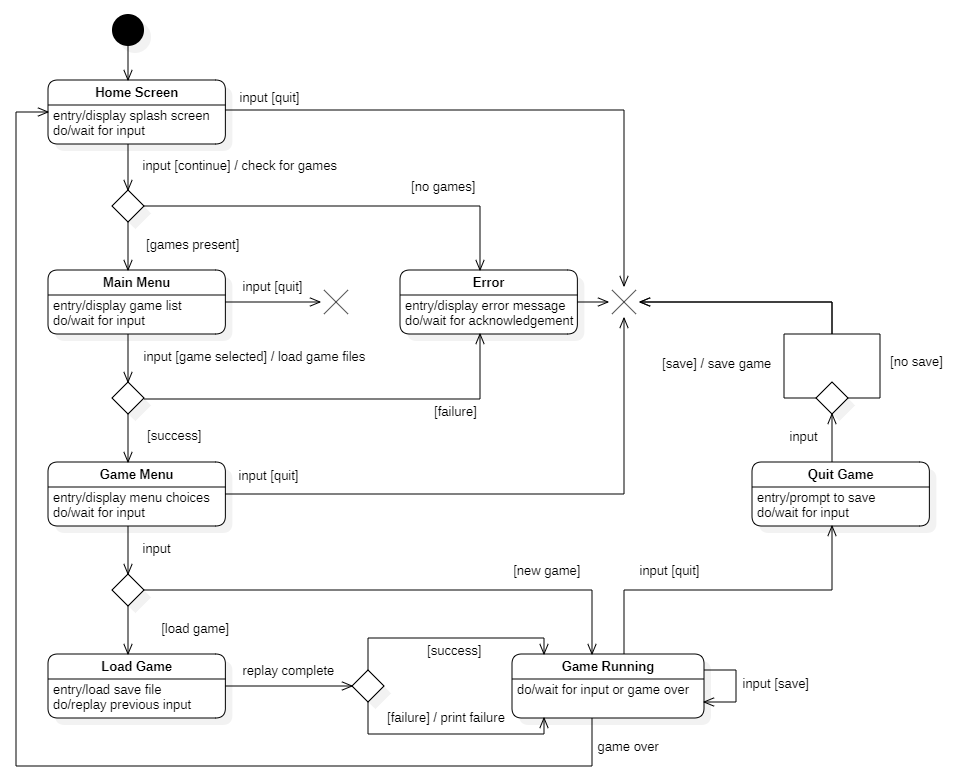 Home Screen
entry/display splash screen
do/wait for input
input [quit]
input [continue] / check for games
[no games]
[games present]
Main Menu
entry/display game list
do/wait for input
input [quit]
Error
entry/display error message
do/wait for acknowledgement
input [game selected] / load game files
[save] / save game
[no save]
[failure]
[success]
input
Game Menu
entry/display menu choices
do/wait for input
input [quit]
Quit Game
entry/prompt to save
do/wait for input
input
[new game]
input [quit]
[load game]
Load Game
entry/load save file
do/replay previous input
replay complete
[success]
[failure] / print failure
Game Running
do/wait for input or game over
input [save]
game over